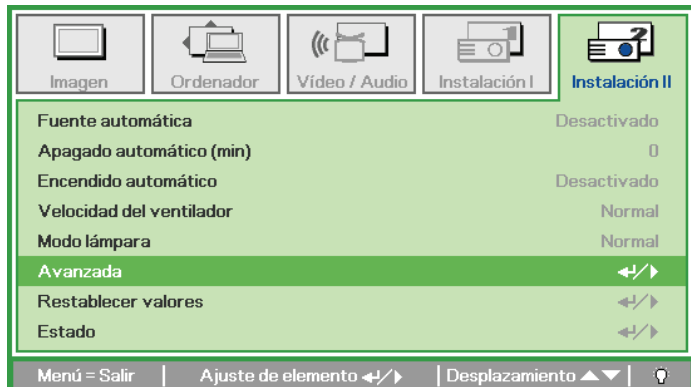 Imagen
Ordenador
Vídeo / Audio
Instalación I
Instalación II
Fuente automática Desactivado
Apagado automático (min) 0
Encendido automático Desactivado
Velocidad del ventilador Normal
Modo lámpara Normal
Avanzada
Restablecer valores
Estado
Menú = Salir | Ajuste de elemento | Desplazamiento